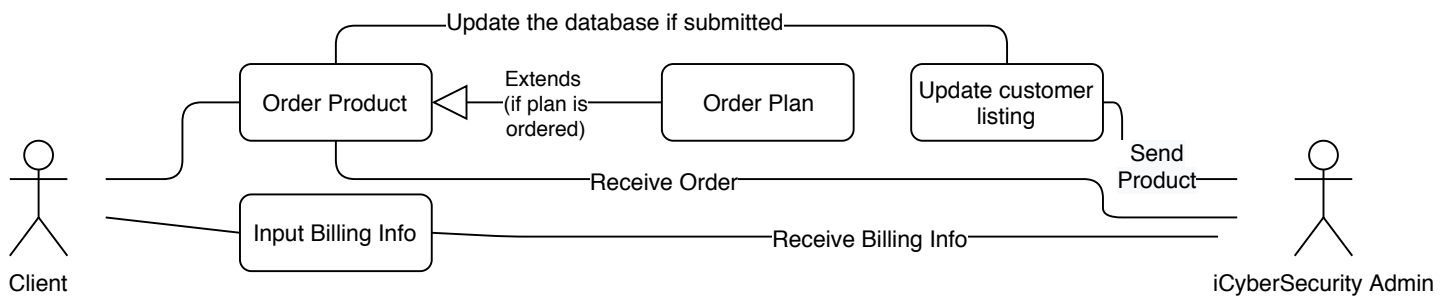 Update the database if submitted
Extends
(if plan is
ordered)
Order Product
Order Plan
Update customer
listing
Send
Product
Receive Order
Input Billing Info
Receive Billing Info
Client
iCyberSecurity Admin